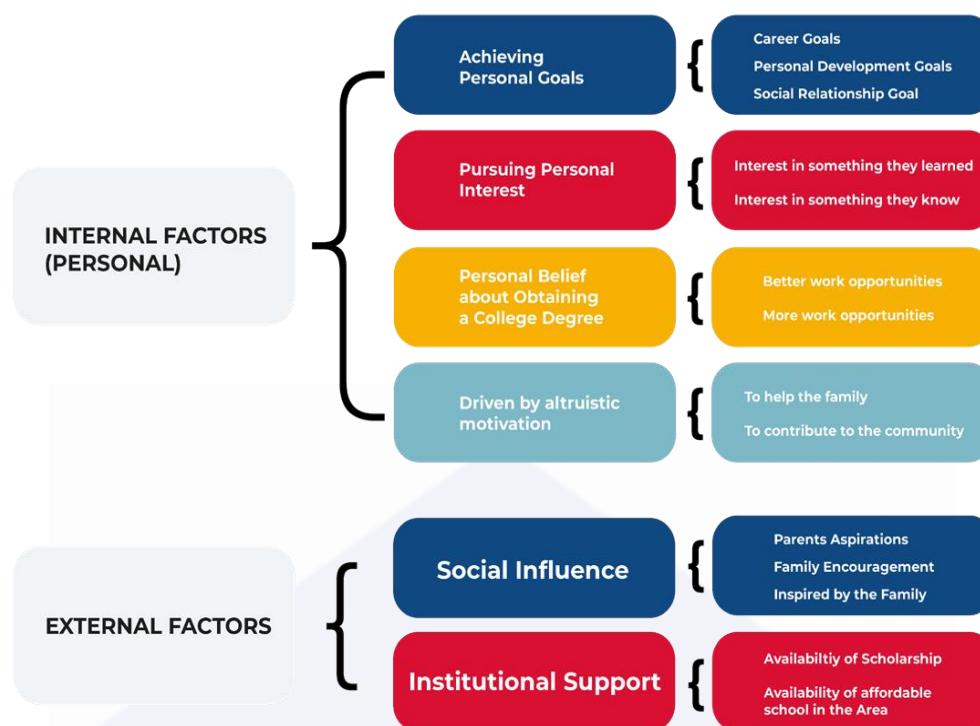 INTERNAL FACTORS
(PERSONAL)
Achieving
Personal Goals
Career Goals
Personal Development Goals
Social Relationship Goal
Pursuing Personal
Interest
Interest in something they learned
Interest in something they know
Personal Belief
about Obtaining
a College Degree
Better work opportunities
More work opportunities
Driven by altruistic
motivation
To help the family
To contribute to the community
EXTERNAL FACTORS
Social Influence
Parents Aspirations
Family Encouragement
Inspired by the Family
Institutional Support
Availabiltiy of Scholarship
Availability of affordable
school in the Area